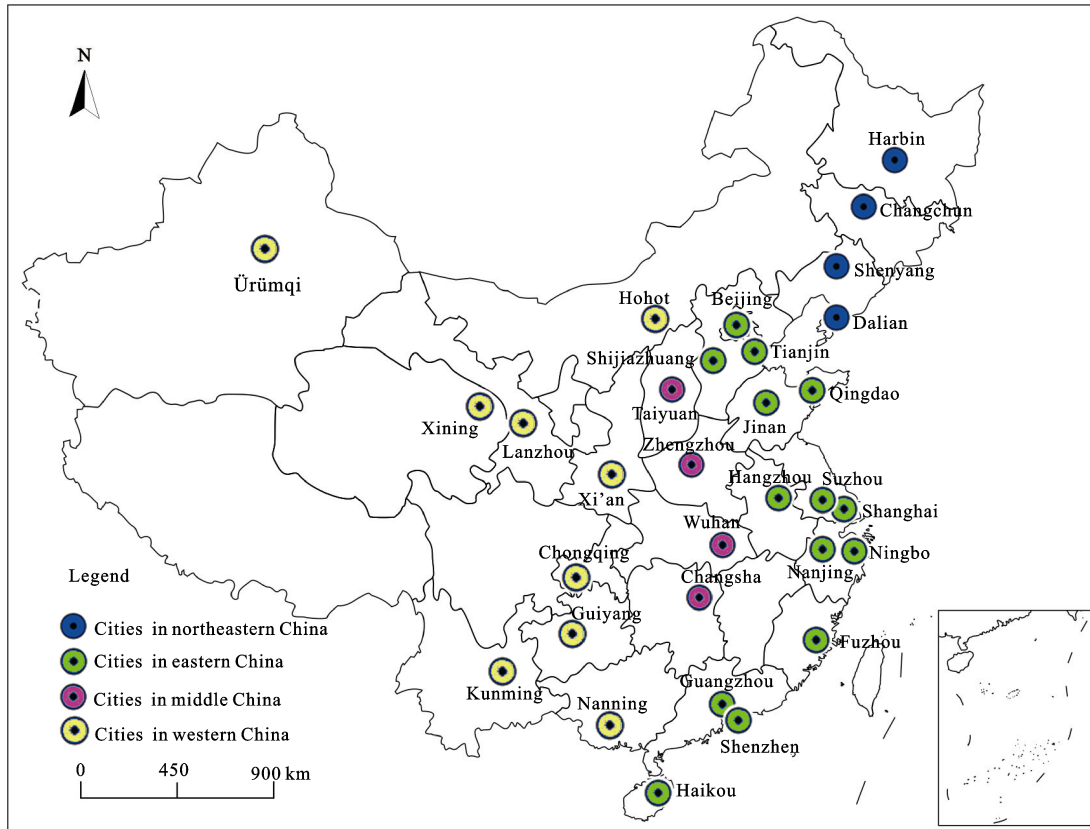 N
Harbin
Changchun
Shenyang
Dalian
Ürümqi
Hohot
Beijing
Shijiazhuang
Tianjin
Taiyuan
Qingdao
Jinan
Xining
Lanzhou
Zhengzhou
Xi'an
Hangzhou
Suzhou
Shanghai
Wuhan
Chongqing
Nanjing
Ningbo
Changsha
Guiyang
Fuzhou
Kunming
Nanning
Guangzhou
Shenzhen
Haikou
Legend
Cities in northeastern China
Cities in eastern China
Cities in middle China
Cities in western China
0 450 900 km